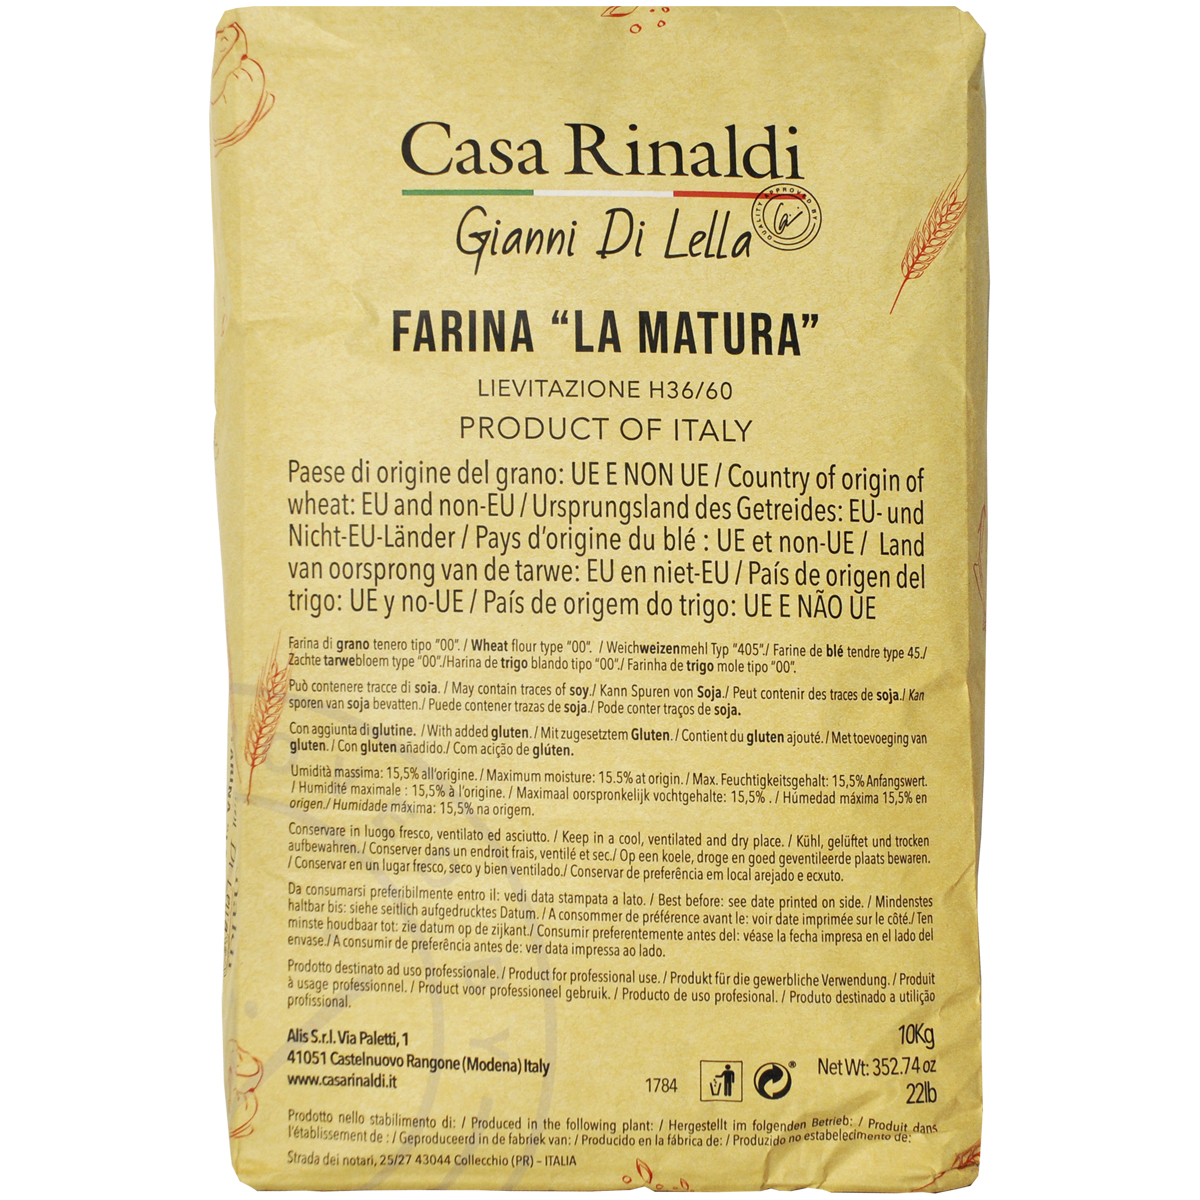 Casa Rinaldi
QUALITY APPROVED BY
Gianni Di Lella
FARINA “LA MATURA”
LIEVITAZIONE H36/60
PRODUCT OF ITALY
Paese di origine del grano: UE E NON UE / Country of origin of
wheat: EU and non-EU / Ursprungsland des Getreides: EU- und
Nicht-EU-Länder / Pays d’origine du blé : UE et non-UE / Land
van oorsprong van de tarwe: EU en niet-EU / País de origen del
trigo: UE y no-UE / País de origem do trigo: UE E NÃO UE
Farina di grano tenero tipo “00”. / Wheat flour type “00”. / Weichweizenmehl Typ “405”./ Farine de blé tendre type 45./
Zachte tarwebloem type “00”./Harina de trigo blando tipo “00”./ Farinha de trigo mole tipo “00”.
Può contenere tracce di soia. / May contain traces of soy./ Kann Spuren von Soja./ Peut contenir des traces de soja./ Kan
sporen van soja bevatten./ Puede contener trazas de soja./ Pode conter traços de soja.
Con aggiunta di glutine. /With added gluten. / Mit zugesetztem Gluten. / Contient du gluten ajouté. / Met toevoeging van
gluten. / Con gluten añadido./ Com acição de glúten.
Umidità massima: 15,5% all’origine. / Maximum moisture: 15.5% at origin. / Max. Feuchtigkeitsgehalt: 15,5% Anfangswert.
/ Humidité maximale : 15,5% à l’origine. / Maximaal oorspronkelijk vochtgehalte: 15,5% . / Húmedad máxima 15,5% en
origen./ Humidade máxima: 15,5% na origem.
Conservare in luogo fresco, ventilato ed asciutto. / Keep in a cool, ventilated and dry place. / Kühl, gelüftet und trocken
aufbewahren. / Conserver dans un endroit frais, ventilé et sec./ Op een koele, droge en goed geventileerde plaats bewaren.
/ Conservar en un lugar fresco, seco y bien ventilado./ Conservar de preferência em local arejado e ecxuto.
Da consumarsi preferibilmente entro il: vedi data stampata a lato. / Best before: see date printed on side. / Mindenstes
haltbar bis: siehe seitlich aufgedrucktes Datum. / A consommer de préférence avant le: voir date imprimée sur le côté./ Ten
minste houdbaar tot: zie datum op de zijkant./ Consumir preferentemente antes del: véase la fecha impresa en el lado del
envase./ A consumir de preferência antes de: ver data impressa ao lado.
Prodotto destinato ad uso professionale. / Product for professional use. / Produkt für die gewerbliche Verwendung. / Produit
à usage professionnel. / Product voor professioneel gebruik. / Producto de uso profesional. / Produto destinado a utilição
profissional.
Alis S.r.l. Via Paletti, 1
41051 Castelnuovo Rangone (Modena) Italy
www.casarinaldi.it
1784
10Kg
Net Wt: 352.74 oz
22lb
Prodotto nello stabilimento di: / Produced in the following plant: / Hergestellt im folgenden Betrieb: / Produit dans
l’établissement de : / Geproduceerd in de fabriek van: / Producido en la fábrica de: / Produzido no estabelecimento de:
Strada dei notari, 25/27 43044 Collecchio (PR) – ITALIA